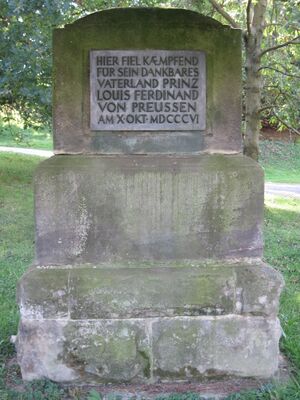 HIER FIEL KÆMPFEND
FÜR SEIN DANKBARES
VATERLAND PRINZ
LOUIS FERDINAND
VON PREUSSEN
AM X·OKT·MDCCCVI